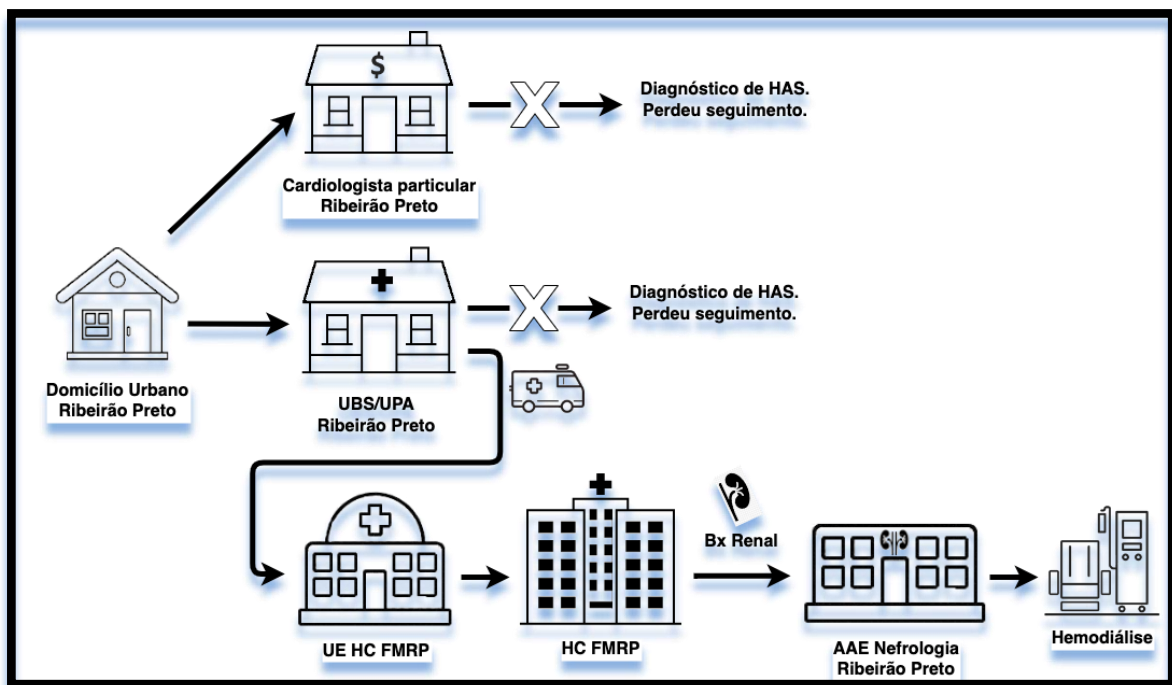 $
Diagnóstico de HAS.
Perdeu seguimento.
Cardiologista particular
Ribeirão Preto
Diagnóstico de HAS.
Perdeu seguimento.
Domicílio Urbano
Ribeirão Preto
UBS/UPA
Ribeirão Preto
Bx Renal
UE HC FMRP
HC FMRP
AAE Nefrologia
Ribeirão Preto
Hemodiálise